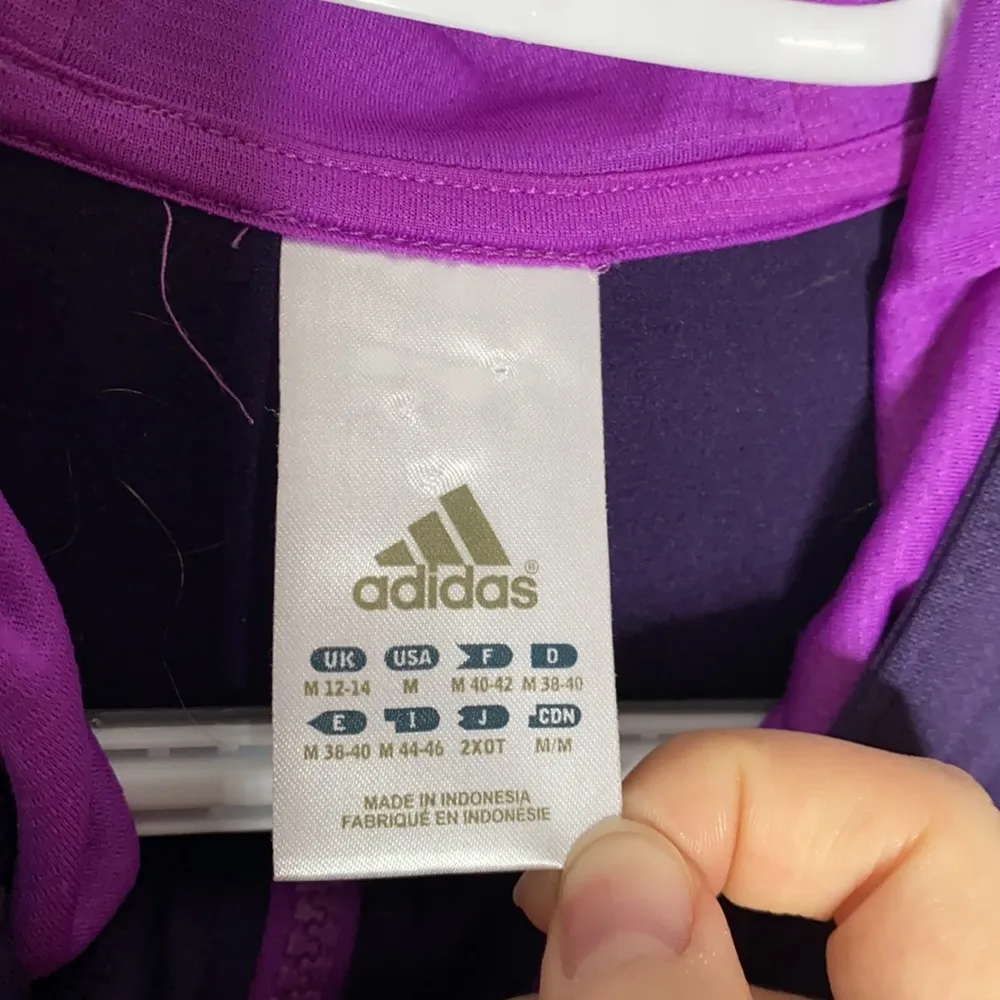 adidas®
UK USA F D
M 12-14 M M 40-42 M 38-40
E I J CDN
M 38-40 M 44-46 2XOT M/M
MADE IN INDONESIA
FABRIQUÉ EN INDONÉSIE